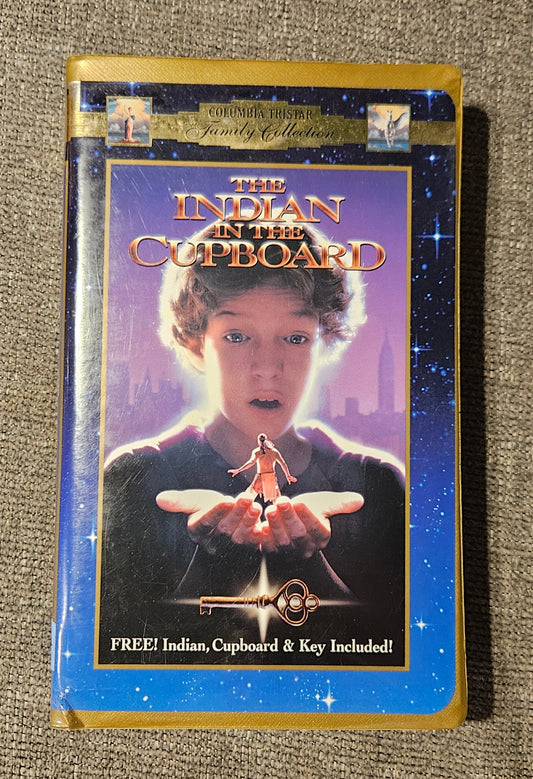 COLUMBIA TRISTAR
Family Collection
THE
INDIAN
IN THE
CUPBOARD
FREE! Indian, Cupboard & Key Included!